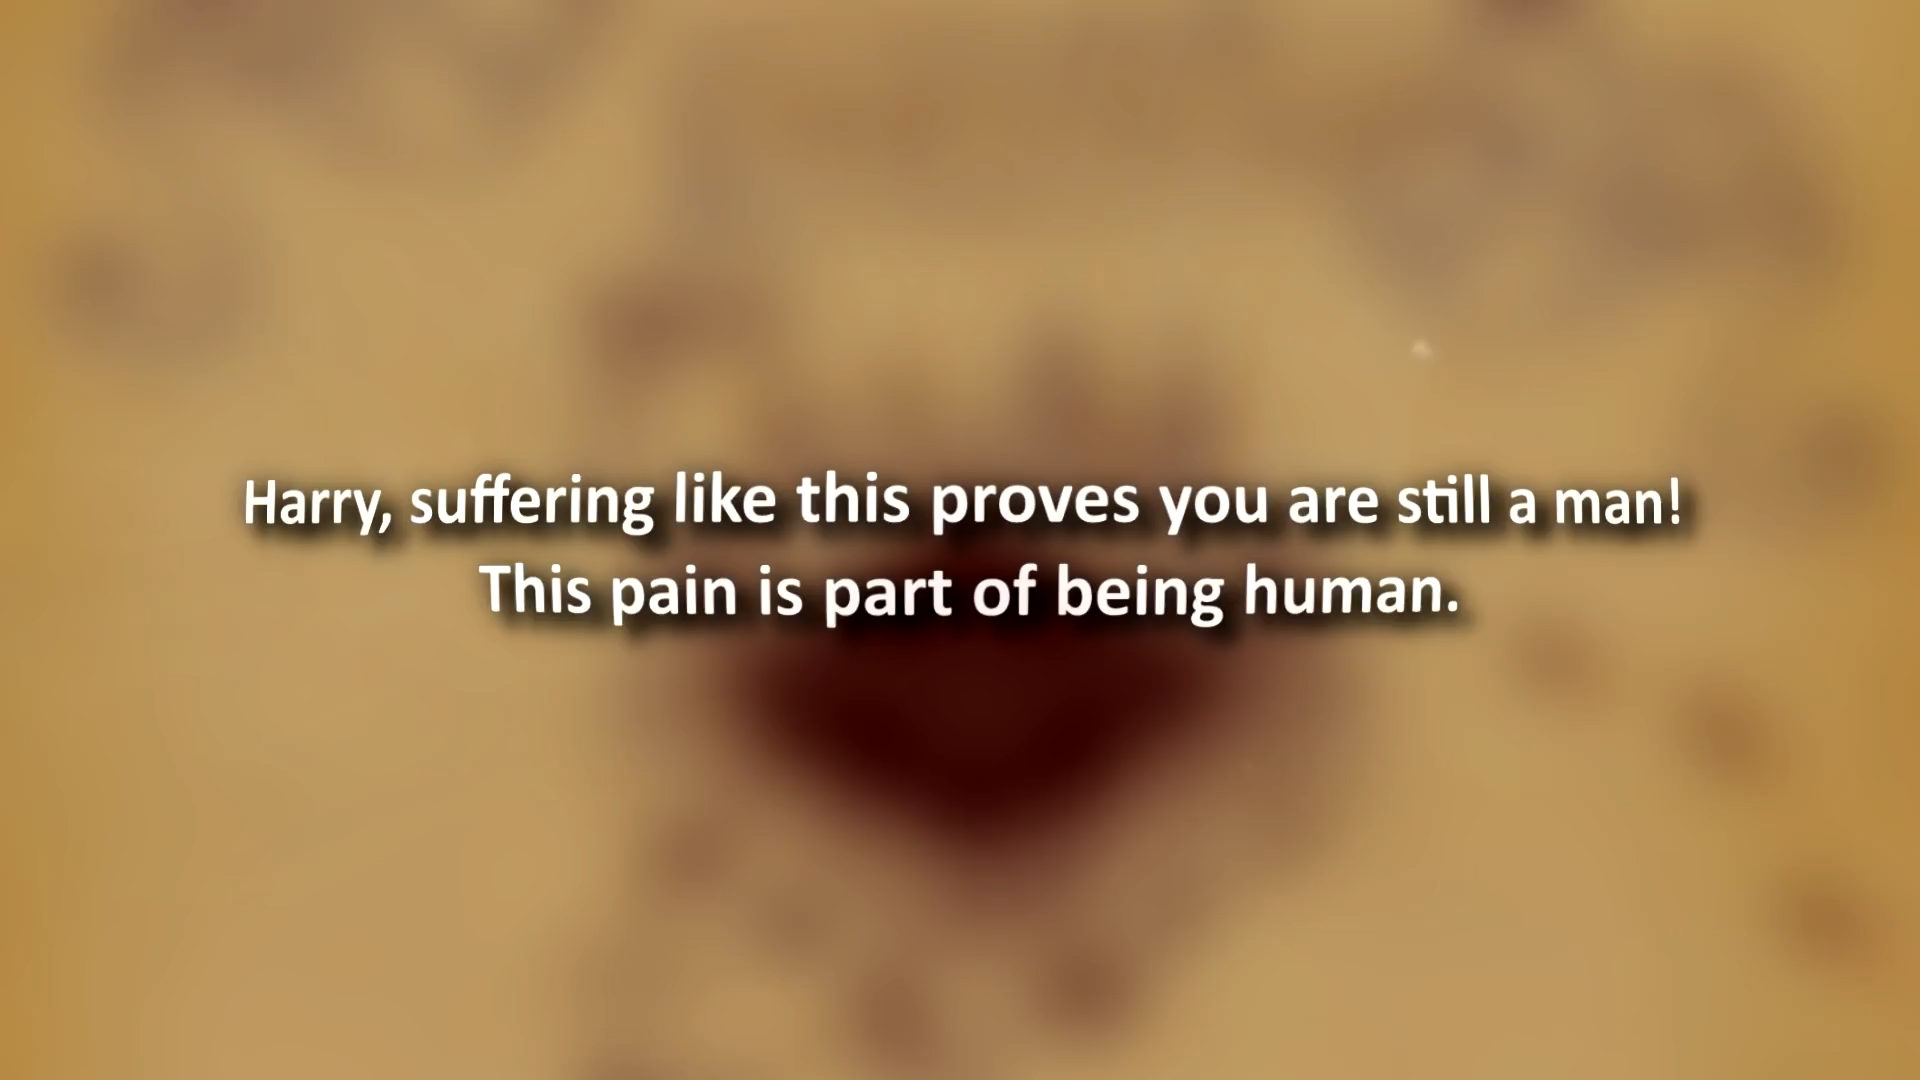 Harry, suffering like this proves you are still a man!
This pain is part of being human.